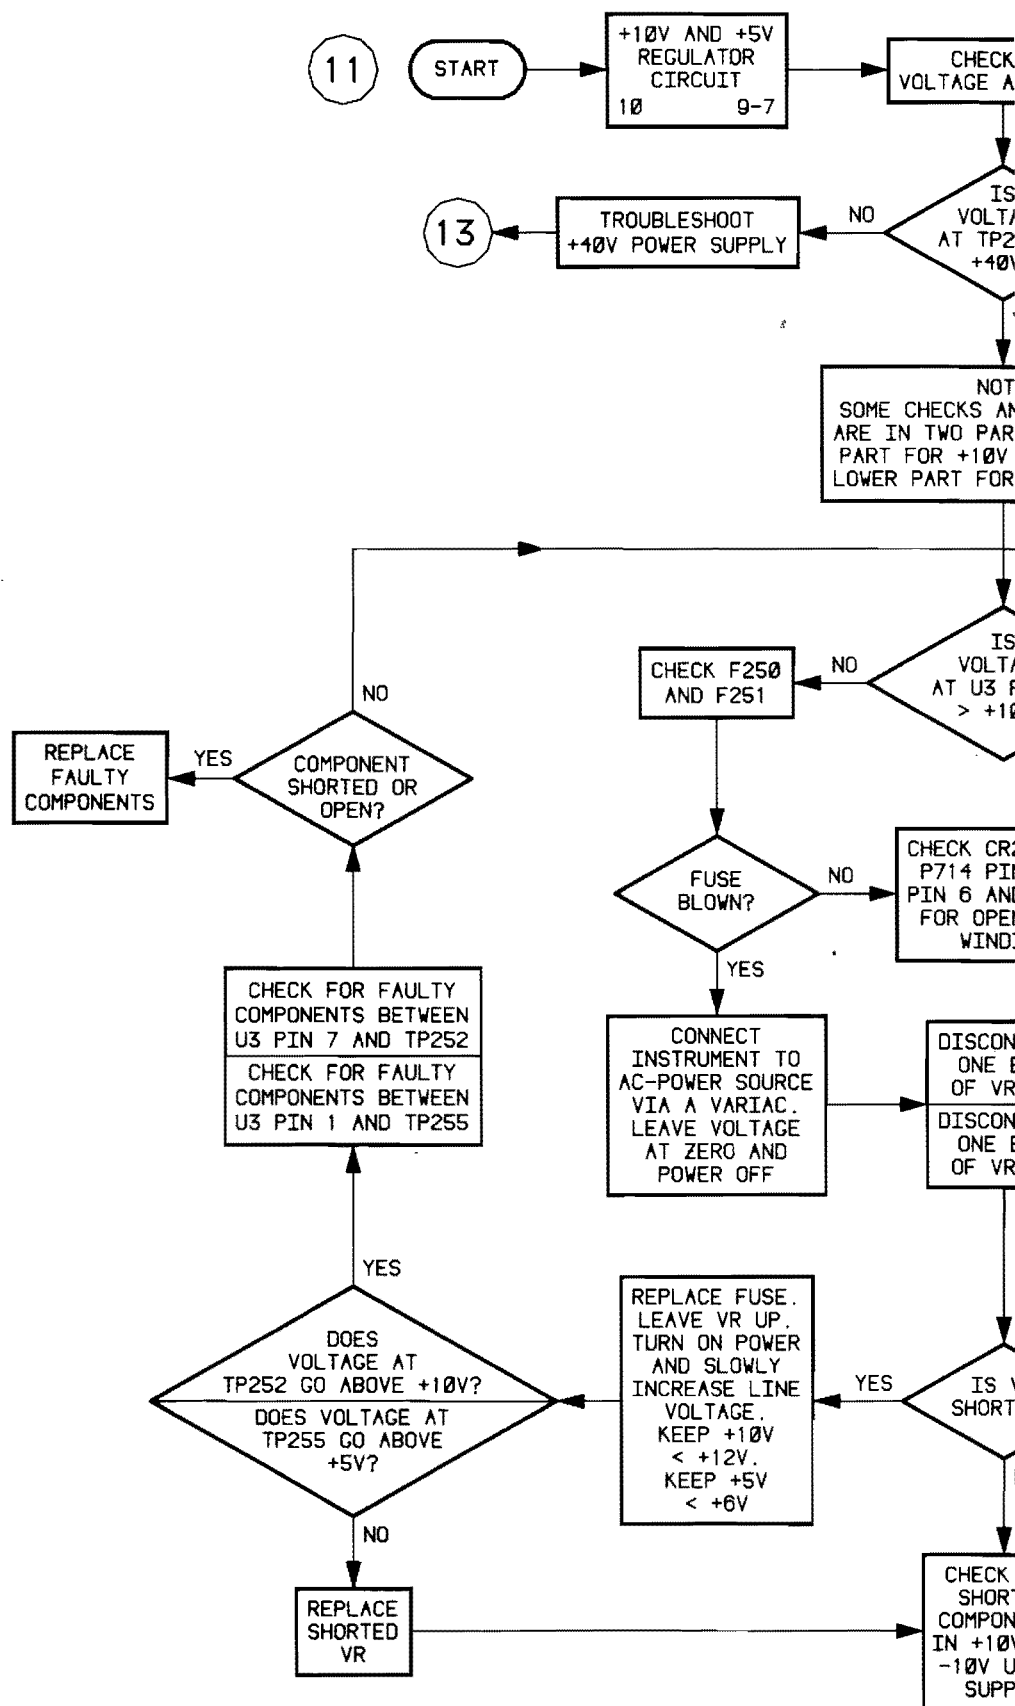 11
START
+10V AND +5V
REGULATOR
CIRCUIT
10 9-7
CHECK
VOLTAGE A
13
TROUBLESHOOT
+40V POWER SUPPLY
NO
IS
VOLTA
AT TP2
+40V
NOT
SOME CHECKS AN
ARE IN TWO PAR
PART FOR +10V
LOWER PART FOR
CHECK F250
AND F251
NO
IS
VOLTA
AT U3 P
> +10
NO
REPLACE
FAULTY
COMPONENTS
YES
COMPONENT
SHORTED OR
OPEN?
FUSE
BLOWN?
NO
CHECK CR2
P714 PIN
PIN 6 AND
FOR OPEN
WINDI
YES
CHECK FOR FAULTY
COMPONENTS BETWEEN
U3 PIN 7 AND TP252
CHECK FOR FAULTY
COMPONENTS BETWEEN
U3 PIN 1 AND TP255
CONNECT
INSTRUMENT TO
AC-POWER SOURCE
VIA A VARIAC.
LEAVE VOLTAGE
AT ZERO AND
POWER OFF
DISCON
ONE E
OF VR
DISCON
ONE E
OF VR
YES
DOES
VOLTAGE AT
TP252 GO ABOVE +10V?
DOES VOLTAGE AT
TP255 GO ABOVE
+5V?
REPLACE FUSE.
LEAVE VR UP.
TURN ON POWER
AND SLOWLY
INCREASE LINE
VOLTAGE.
KEEP +10V
< +12V.
KEEP +5V
< +6V
YES
IS V
SHORT
NO
REPLACE
SHORTED
VR
CHECK
SHORT
COMPON
IN +10V
-10V U
SUPP